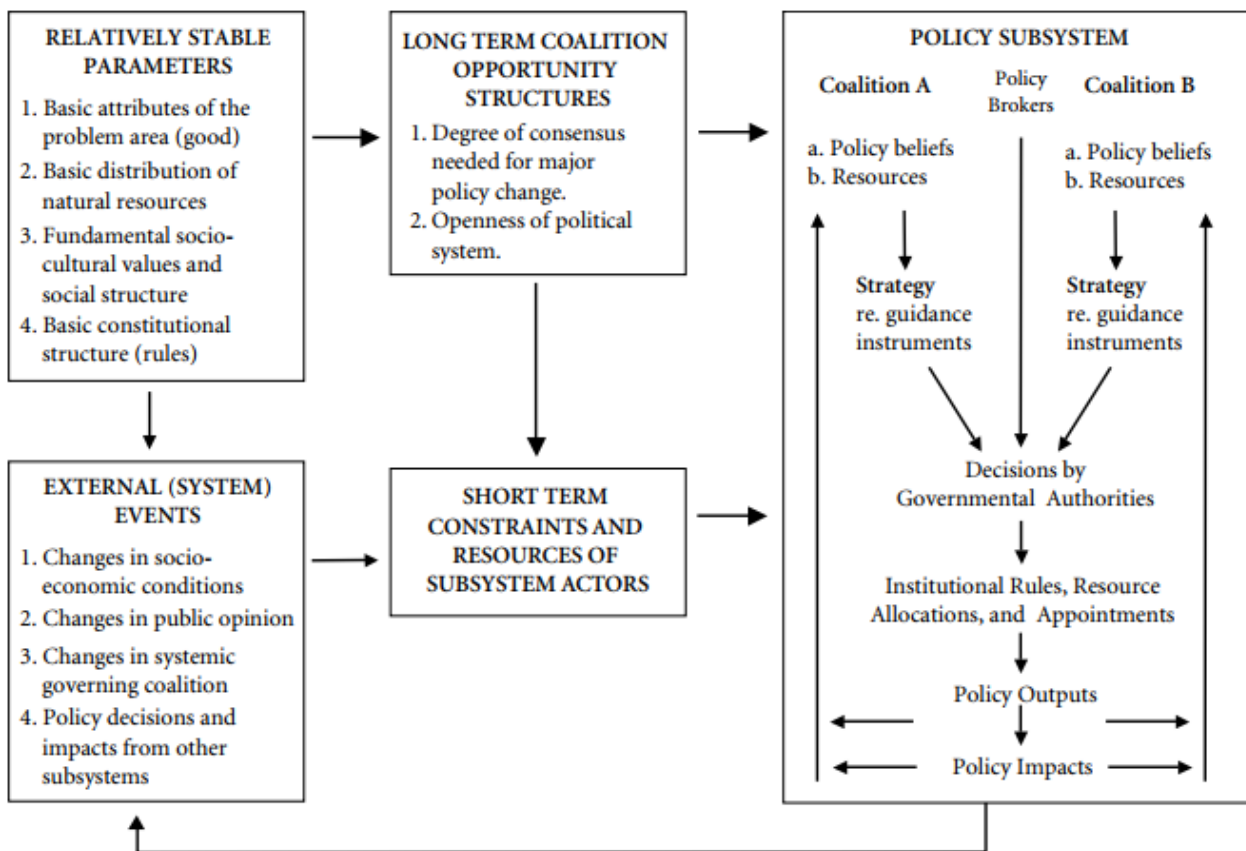 RELATIVELY STABLE
PARAMETERS
1. Basic attributes of the
problem area (good)
2. Basic distribution of
natural resources
3. Fundamental socio-
cultural values and
social structure
4. Basic constitutional
structure (rules)
LONG TERM COALITION
OPPORTUNITY
STRUCTURES
1. Degree of consensus
needed for major
policy change.
2. Openness of political
system.
EXTERNAL (SYSTEM)
EVENTS
1. Changes in socio-
economic conditions
2. Changes in public opinion
3. Changes in systemic
governing coalition
4. Policy decisions and
impacts from other
subsystems
SHORT TERM
CONSTRAINTS AND
RESOURCES OF
SUBSYSTEM ACTORS
POLICY SUBSYSTEM
Coalition A
Policy
Brokers
Coalition B
a. Policy beliefs
b. Resources
a. Policy beliefs
b. Resources
Strategy
re. guidance
instruments
Strategy
re. guidance
instruments
Decisions by
Governmental Authorities
Institutional Rules, Resource
Allocations, and Appointments
Policy Outputs
Policy Impacts